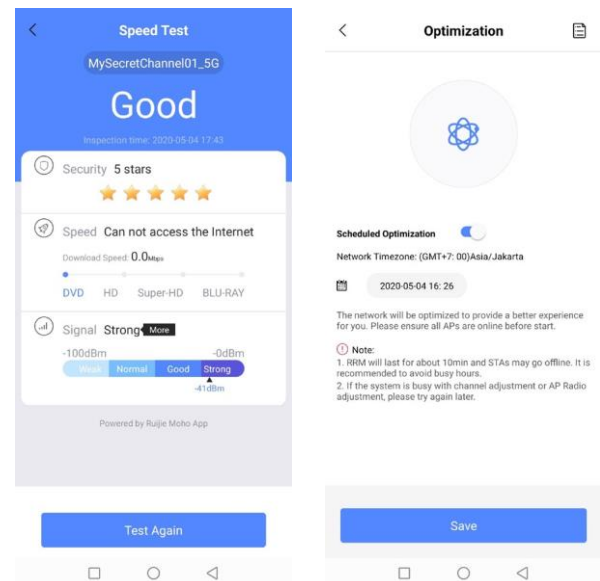 Speed Test
MySecretChannel01_5G
Good
Inspection time: 2020-05-04 17:43
Security 5 stars
Speed Can not access the Internet
Download Speed: 0.0Mbps
DVD HD Super-HD BLU-RAY
Signal Strong More
-100dBm -0dBm
Weak Normal Good Strong
-41dBm
Powered by Ruijie Moho App
Test Again
Optimization
Scheduled Optimization
Network Timezone: (GMT+7: 00)Asia/Jakarta
2020-05-04 16: 26
The network will be optimized to provide a better experience
for you. Please ensure all APs are online before start.
Note:
1. RRM will last for about 10min and STAs may go offline. It is
recommended to avoid busy hours.
2. If the system is busy with channel adjustment or AP Radio
adjustment, please try again later.
Save